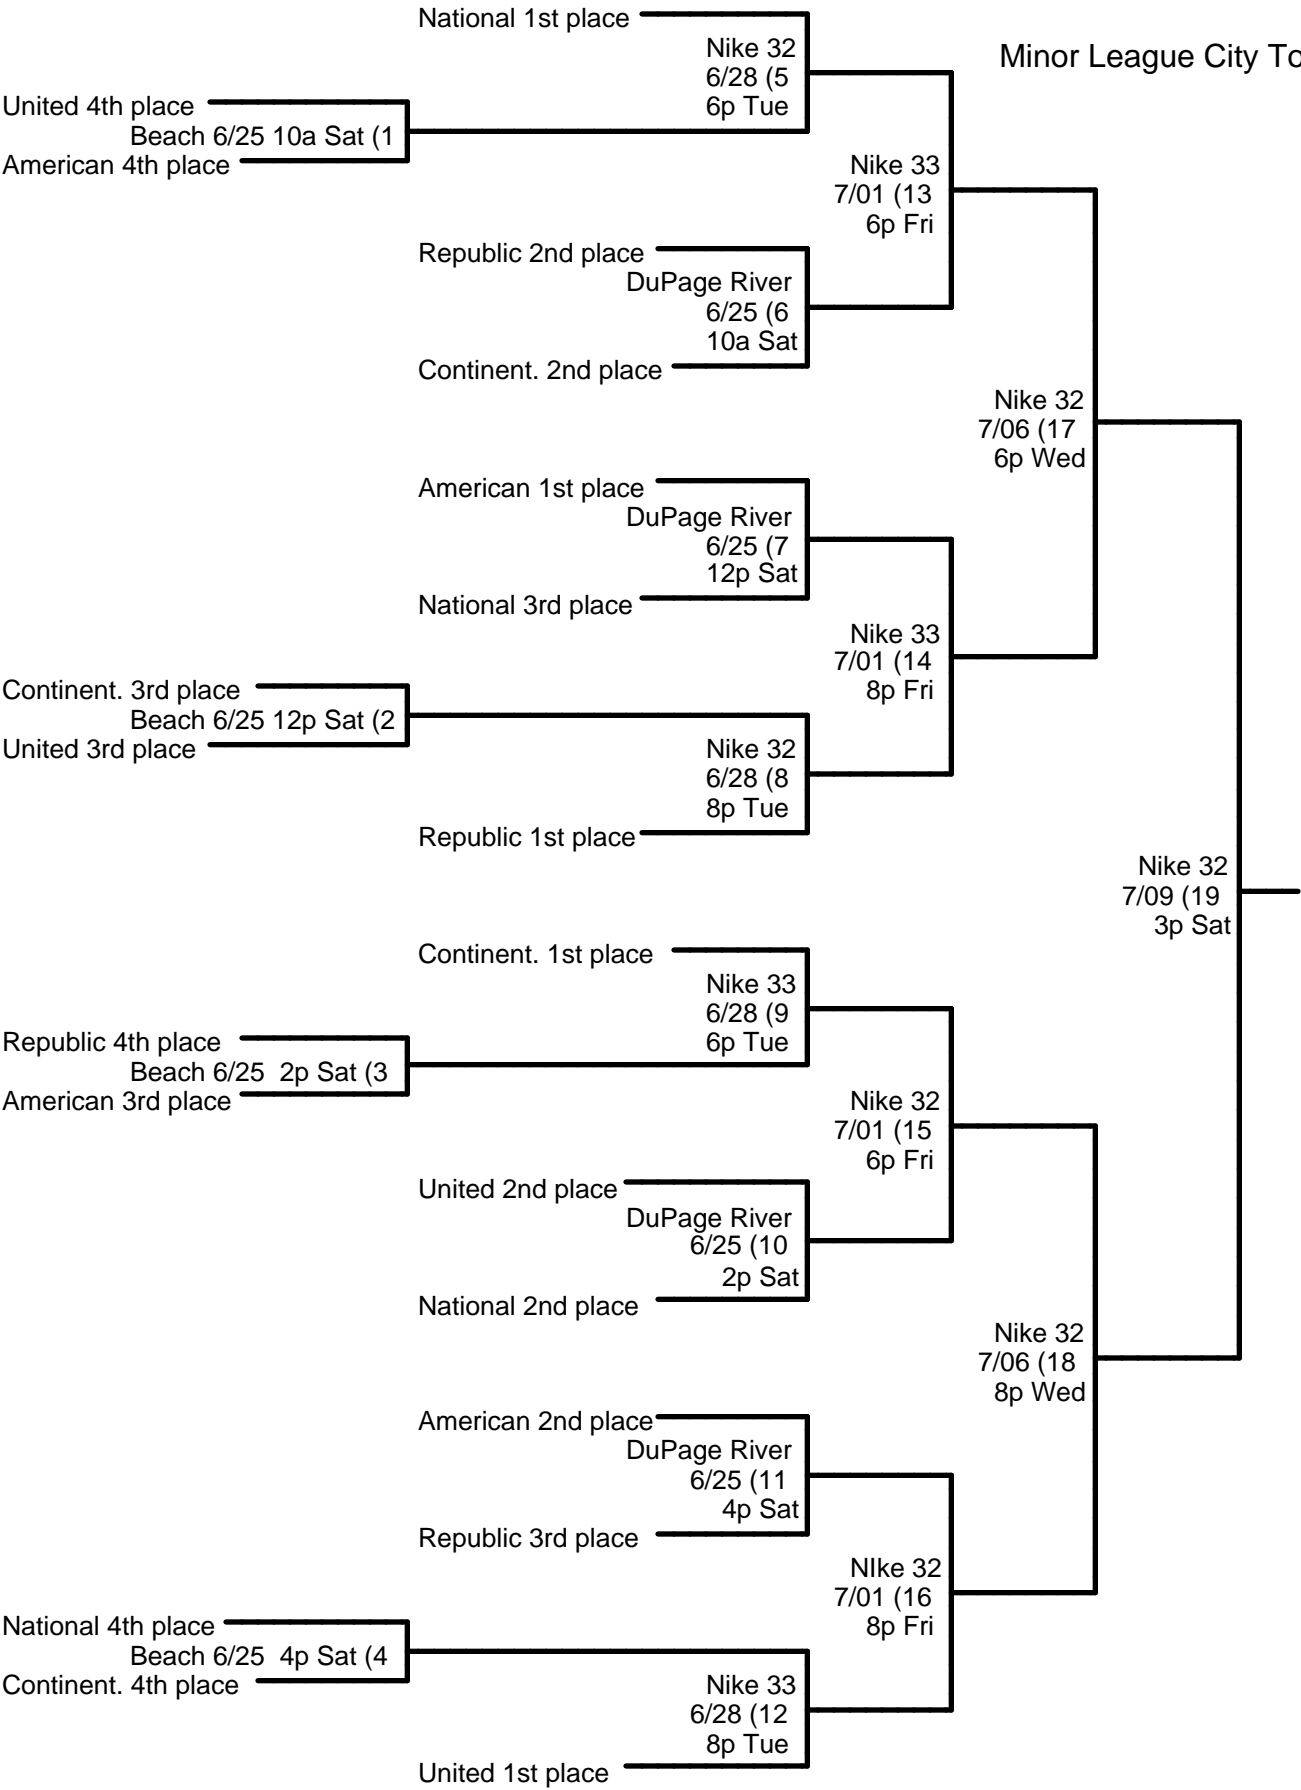 National 1st place
Nike 32
Minor League City To
6/28 (5
6p Tue
United 4th place
Beach 6/25 10a Sat (1
American 4th place
Nike 33
7/01 (13
6p Fri
Republic 2nd place
DuPage River
6/25 (6
10a Sat
Continent. 2nd place
Nike 32
7/06 (17
6p Wed
American 1st place
DuPage River
6/25 (7
12p Sat
National 3rd place
Nike 33
7/01 (14
8p Fri
Continent. 3rd place
Beach 6/25 12p Sat (2
United 3rd place
Nike 32
6/28 (8
8p Tue
Republic 1st place
Nike 32
7/09 (19
3p Sat
Continent. 1st place
Nike 33
6/28 (9
6p Tue
Republic 4th place
Beach 6/25 2p Sat (3
American 3rd place
Nike 32
7/01 (15
6p Fri
United 2nd place
DuPage River
6/25 (10
2p Sat
National 2nd place
Nike 32
7/06 (18
8p Wed
American 2nd place
DuPage River
6/25 (11
4p Sat
Republic 3rd place
NIke 32
7/01 (16
8p Fri
National 4th place
Beach 6/25 4p Sat (4
Continent. 4th place
Nike 33
6/28 (12
8p Tue
United 1st place